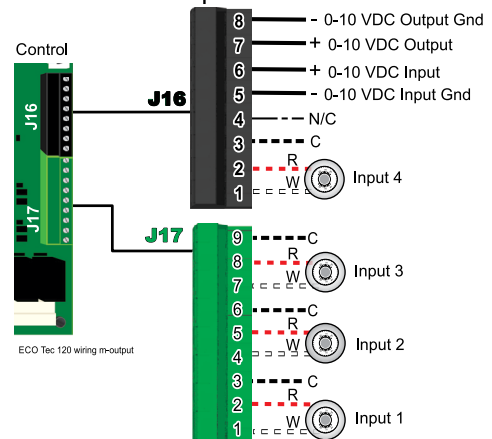 8 - 0-10 VDC Output Gnd
Control
7 + 0-10 VDC Output
6 + 0-10 VDC Input
J16
5 - 0-10 VDC Input Gnd
J16
4 N/C
3 C
2 R
Input 4
1 W
J17
J17
9 C
8 R
Input 3
7 W
6 C
5 R
Input 2
4 W
ECO Tec 120 wiring m-output
3 C
2 R
Input 1
1 W